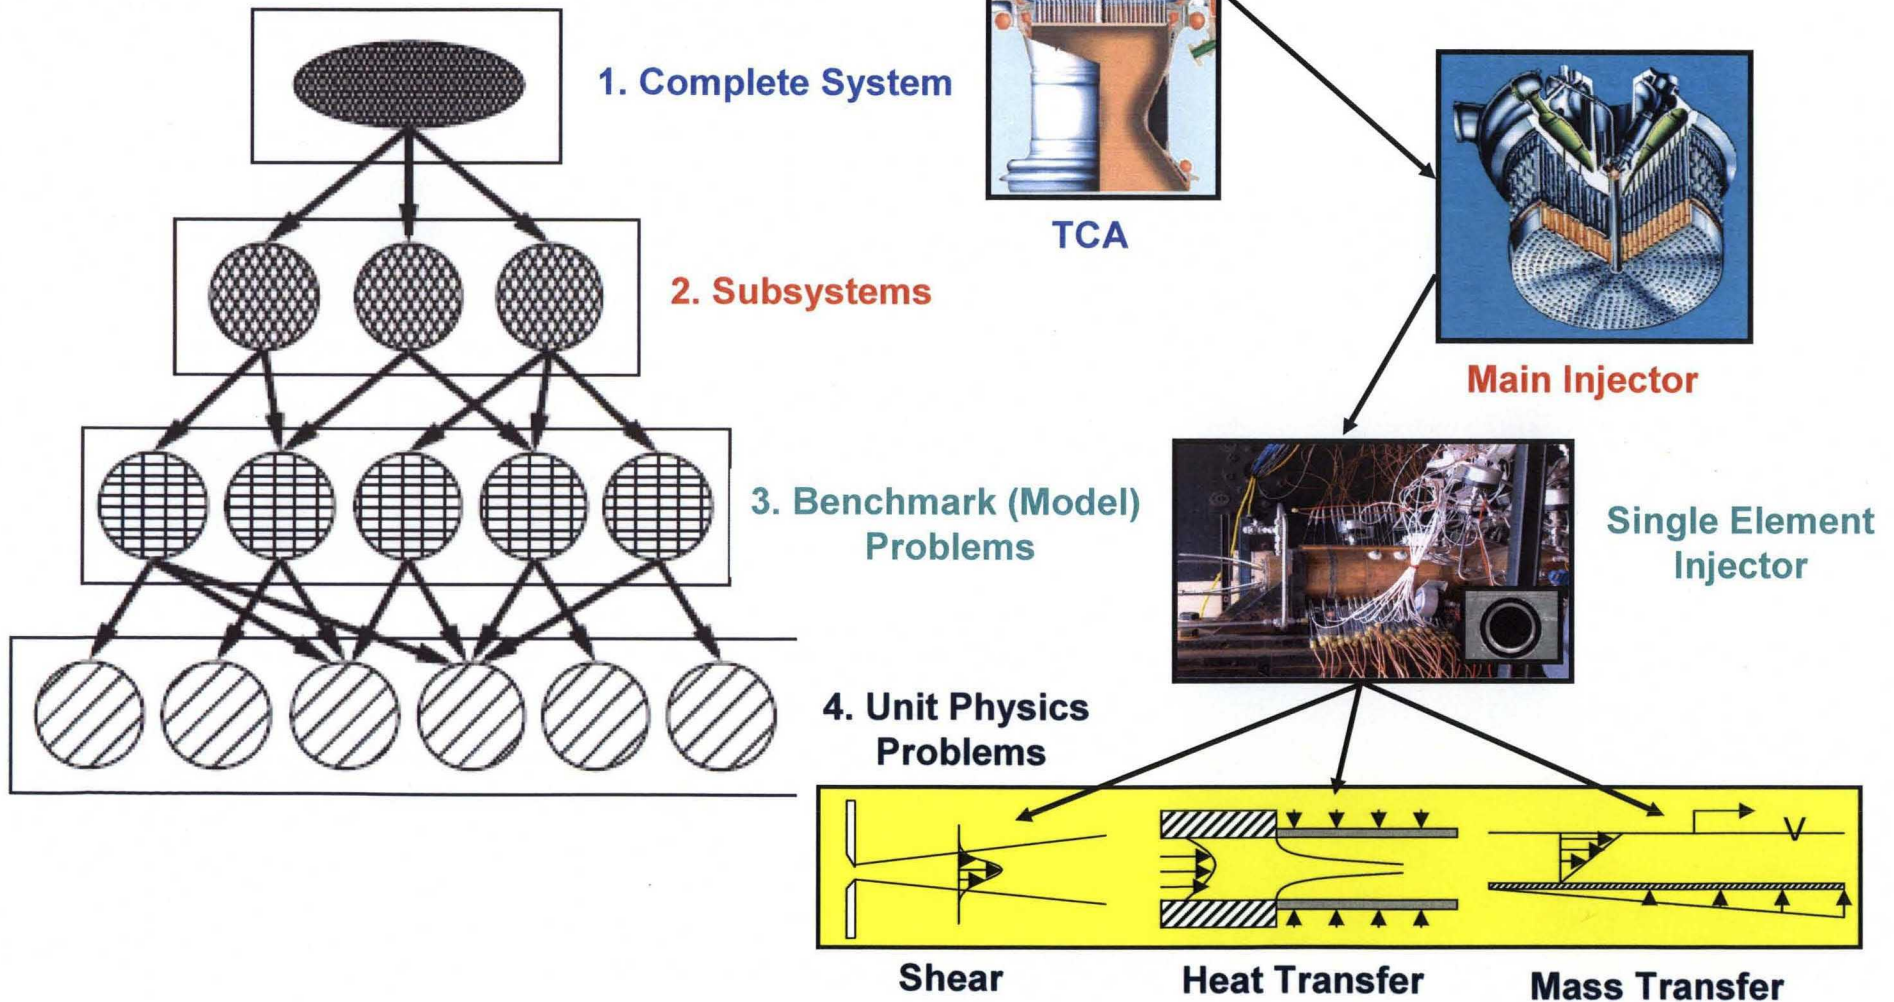 1. Complete System
TCA
2. Subsystems
Main Injector
3. Benchmark (Model)
Problems
Single Element
Injector
4. Unit Physics
Problems
V
Shear
Heat Transfer
Mass Transfer